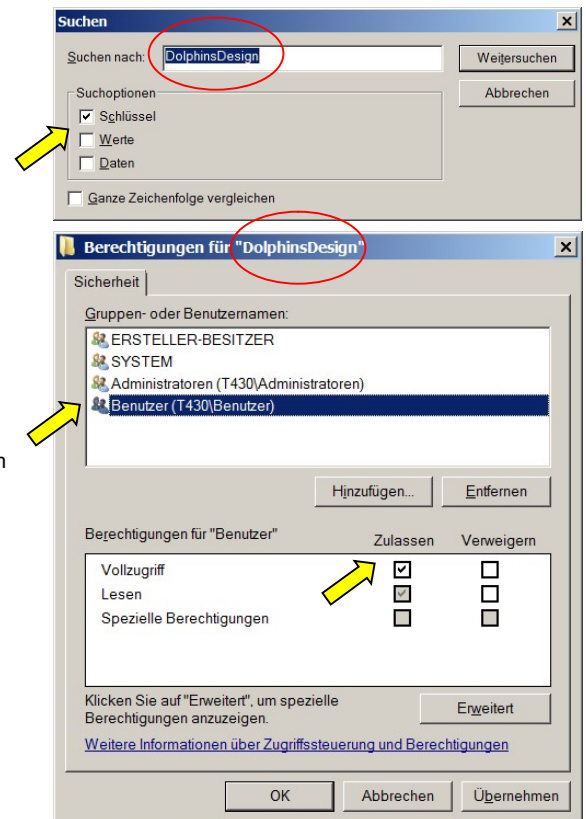 Suchen
Suchen nach: DolphinsDesign
Weitersuchen
Suchoptionen
Abbrechen
Schlüssel
Werte
Daten
Ganze Zeichenfolge vergleichen
Berechtigungen für "DolphinsDesign"
Sicherheit
Gruppen- oder Benutzernamen:
ERSTELLER-BESITZER
SYSTEM
Administratoren (T430\Administratoren)
Benutzer (T430\Benutzer)
n
Hinzufügen... Entfernen
Berechtigungen für "Benutzer" Zulassen Verweigern
Vollzugriff
Lesen
Spezielle Berechtigungen
Klicken Sie auf "Erweitert", um spezielle
Berechtigungen anzuzeigen.
Erweitert
Weitere Informationen über Zugriffssteuerung und Berechtigungen
OK Abbrechen Übernehmen